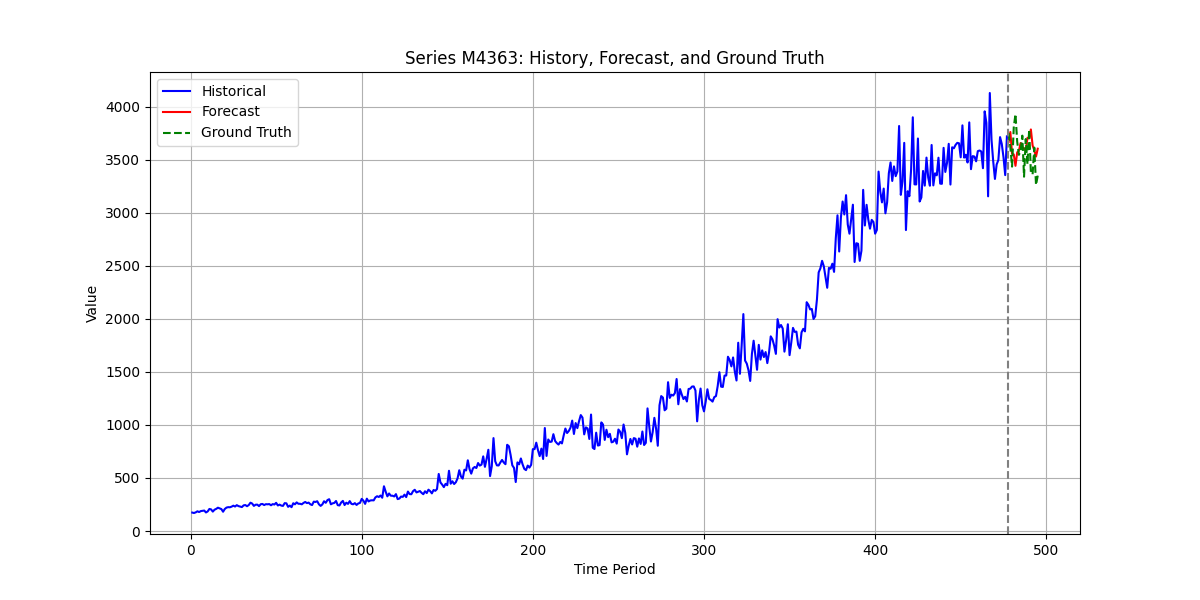 Series M4363: History, Forecast, and Ground Truth
Historical
Forecast
Ground Truth
4000
3500
3000
2500
2000
1500
1000
500
0
Value
0 100 200 300 400 500
Time Period